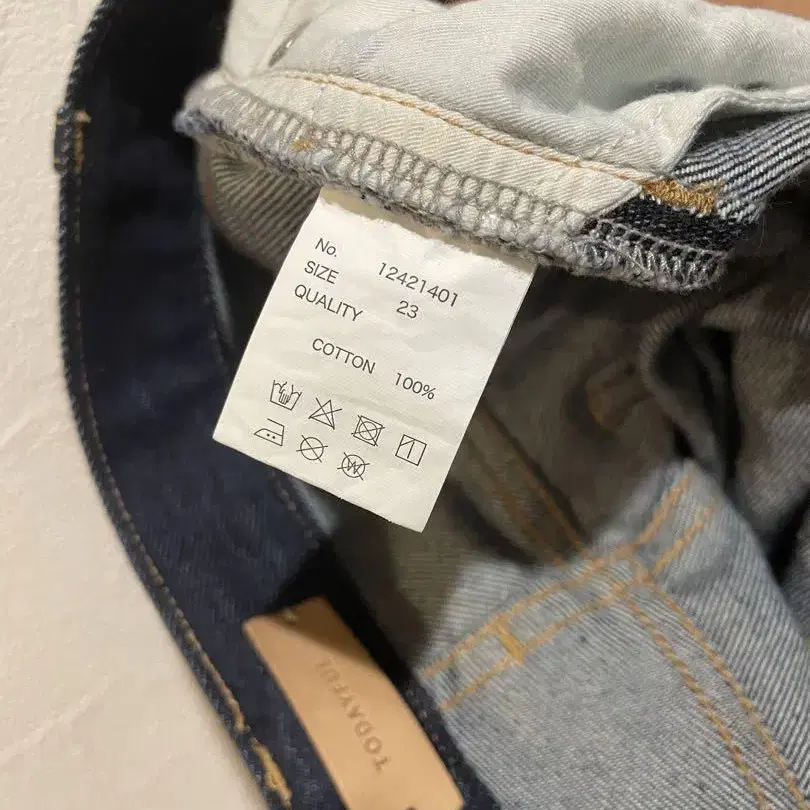 No. 12421401
SIZE 23
QUALITY
COTTON 100%
TODAYFUL